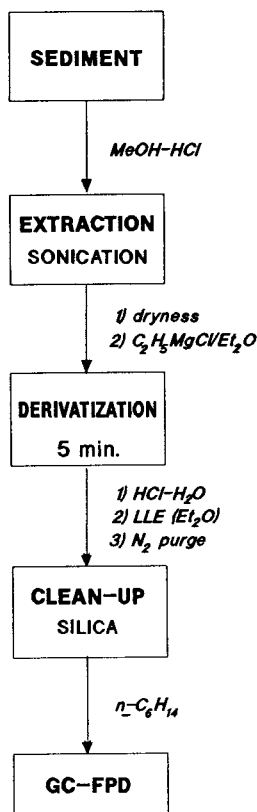 SEDIMENT
MeOH-HCl
EXTRACTION
SONICATION
1) dryness
2) C₂H₅MgCl/Et₂O
DERIVATIZATION
5 min.
1) HCl-H₂O
2) LLE (Et₂O)
3) N₂ purge
CLEAN-UP
SILICA
n-C₆H₁₄
GC-FPD